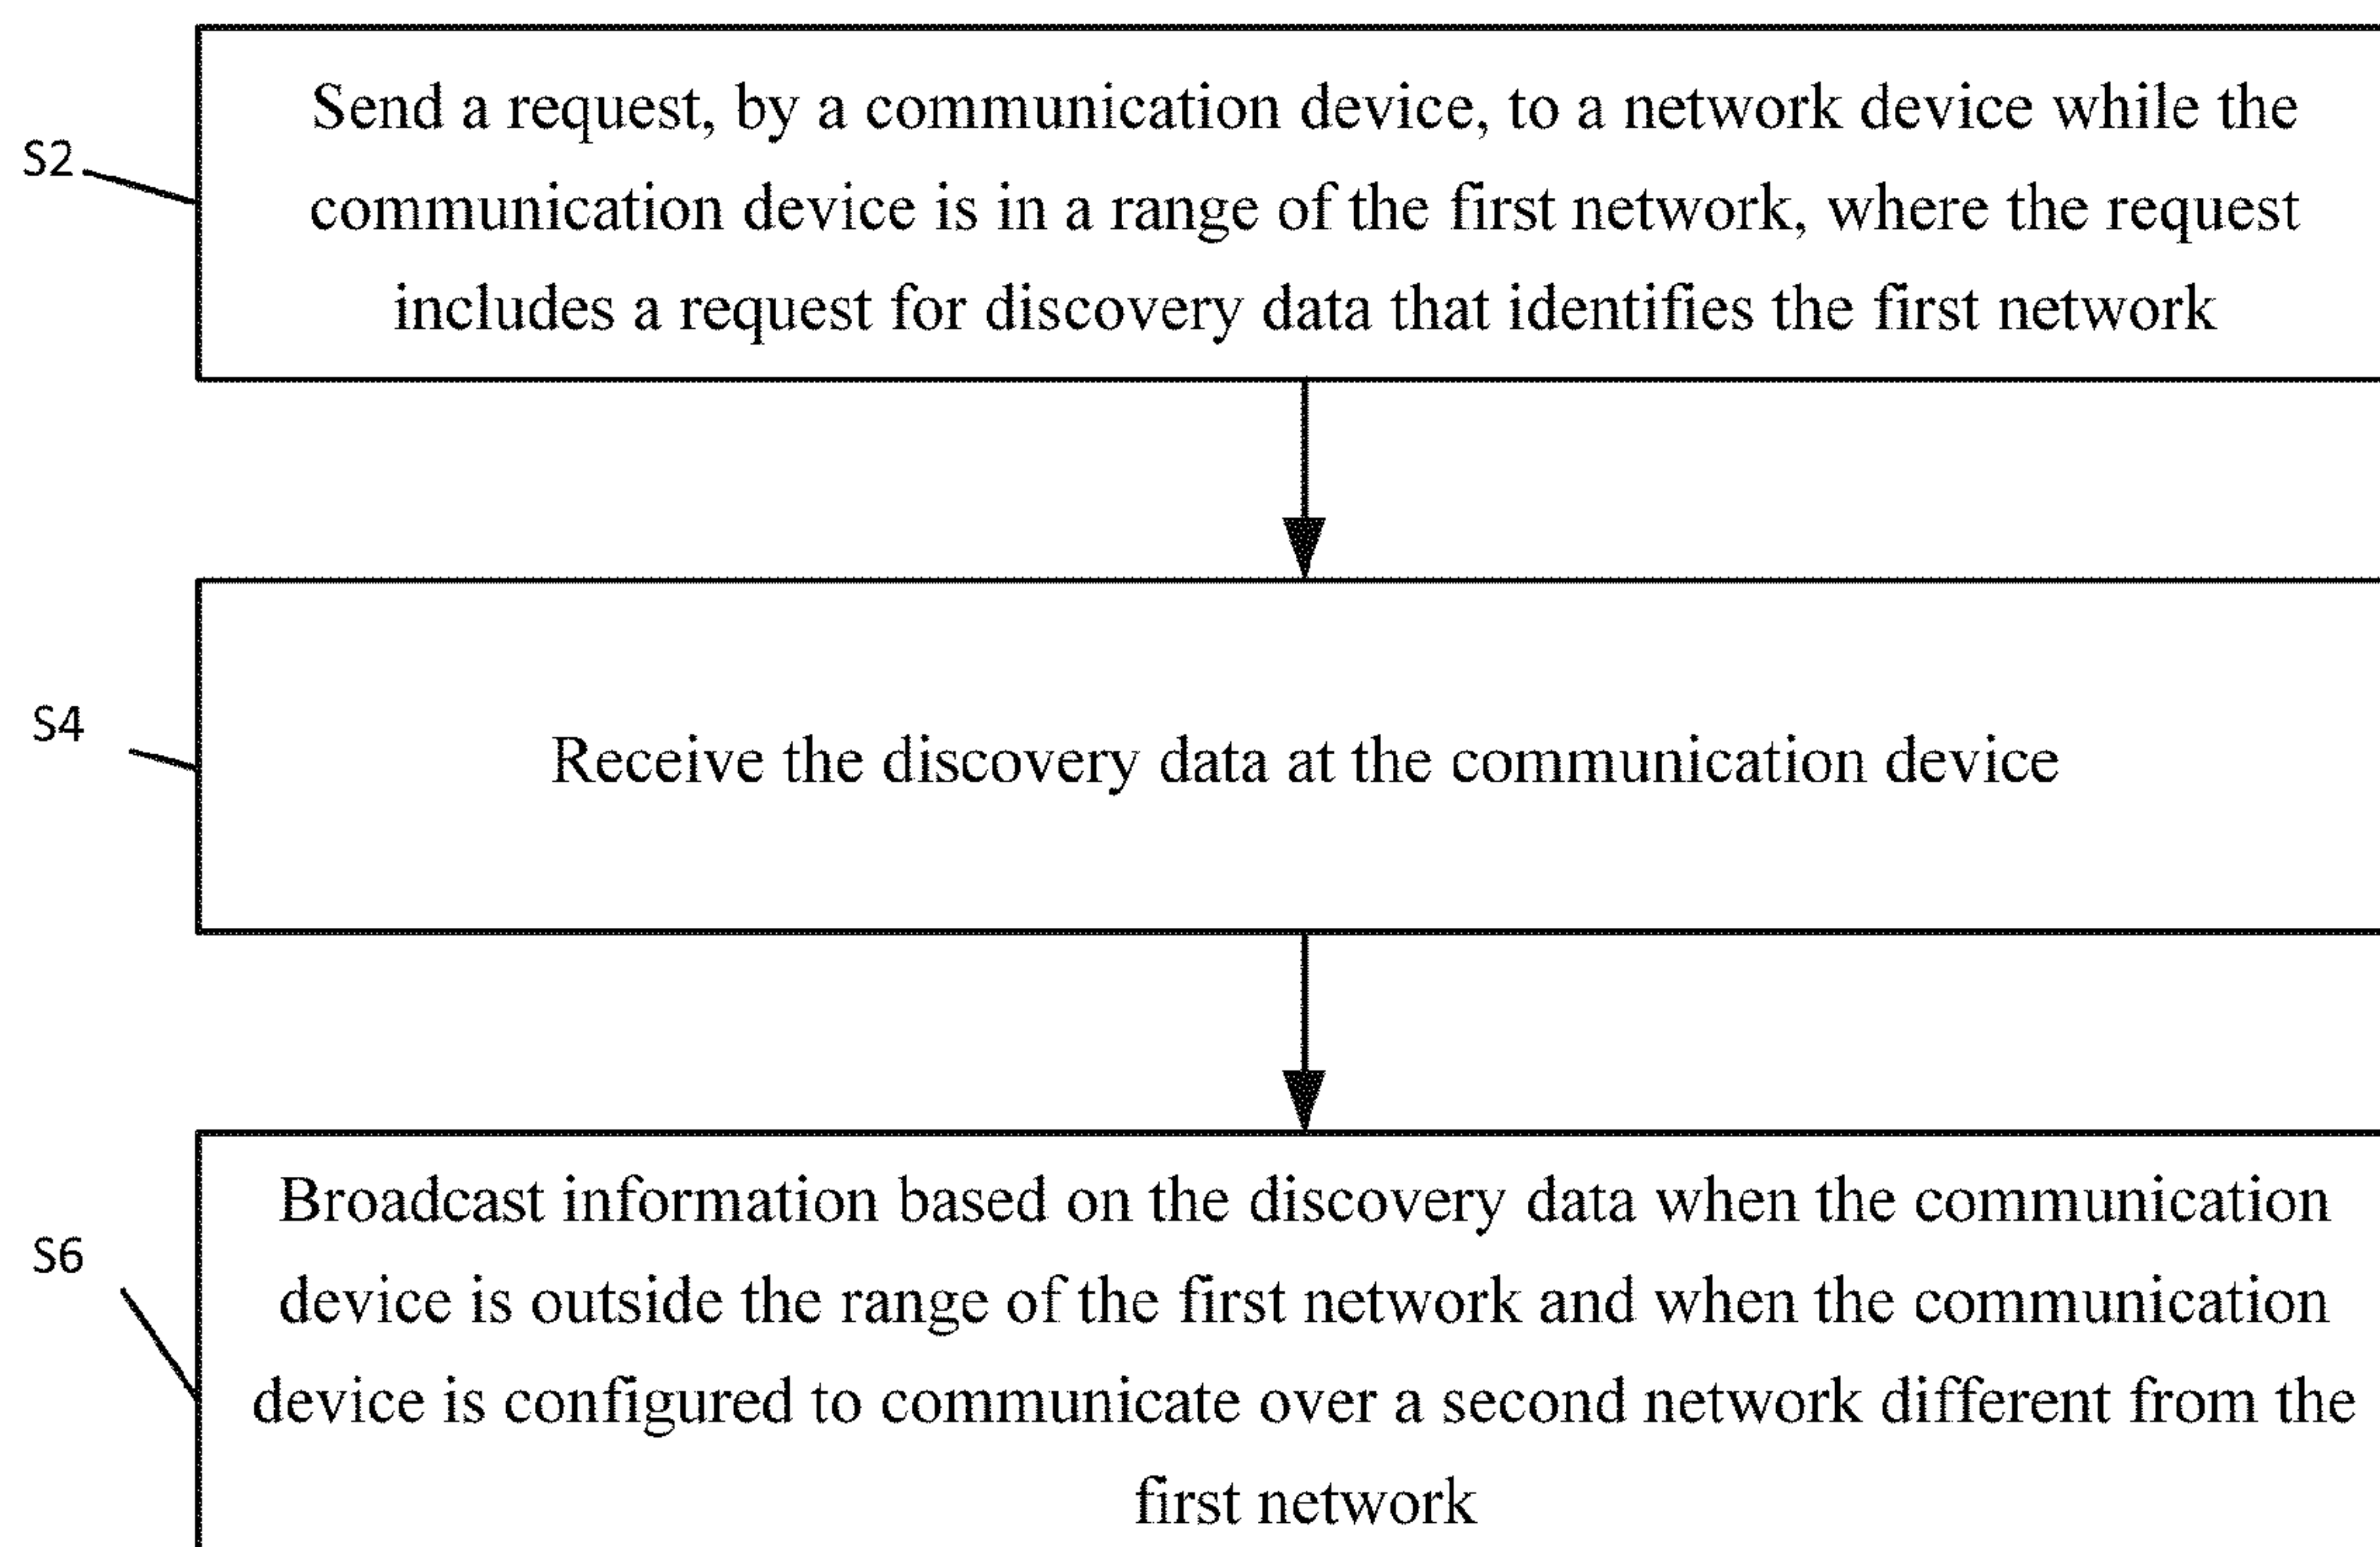 S2
Send a request, by a communication device, to a network device while the
communication device is in a range of the first network, where the request
includes a request for discovery data that identifies the first network
S4
Receive the discovery data at the communication device
S6
Broadcast information based on the discovery data when the communication
device is outside the range of the first network and when the communication
device is configured to communicate over a second network different from the
first network